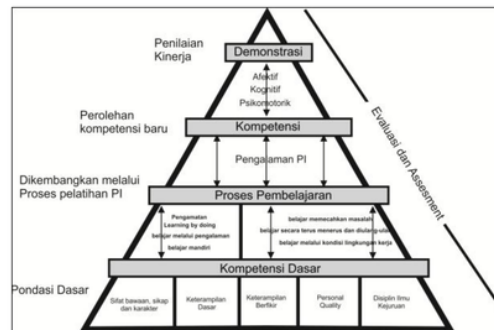 Penilaian
Kinerja
Demonstrasi
Afektif
Kognitif
Psikomotorik
Perolehan
kompetensi baru
Kompetensi
Pengalaman PI
Evaluasi dan Assesment
Dikembangkan melalui
Proses pelatihan PI
Proses Pembelajaran
Pengamatan
Learning by doing
belajar melalui pengalaman
belajar mandiri
belajar memecahkan masalah
belajar secara terus menerus dan diulang-ulang
belajar melalui kondisi lingkungan kerja
Kompetensi Dasar
Pondasi Dasar
Sifat bawaan, sikap
dan karakter
Keterampilan
Dasar
Keterampilan
Berfikir
Personal
Quality
Disiplin Ilmu
Kejuruan